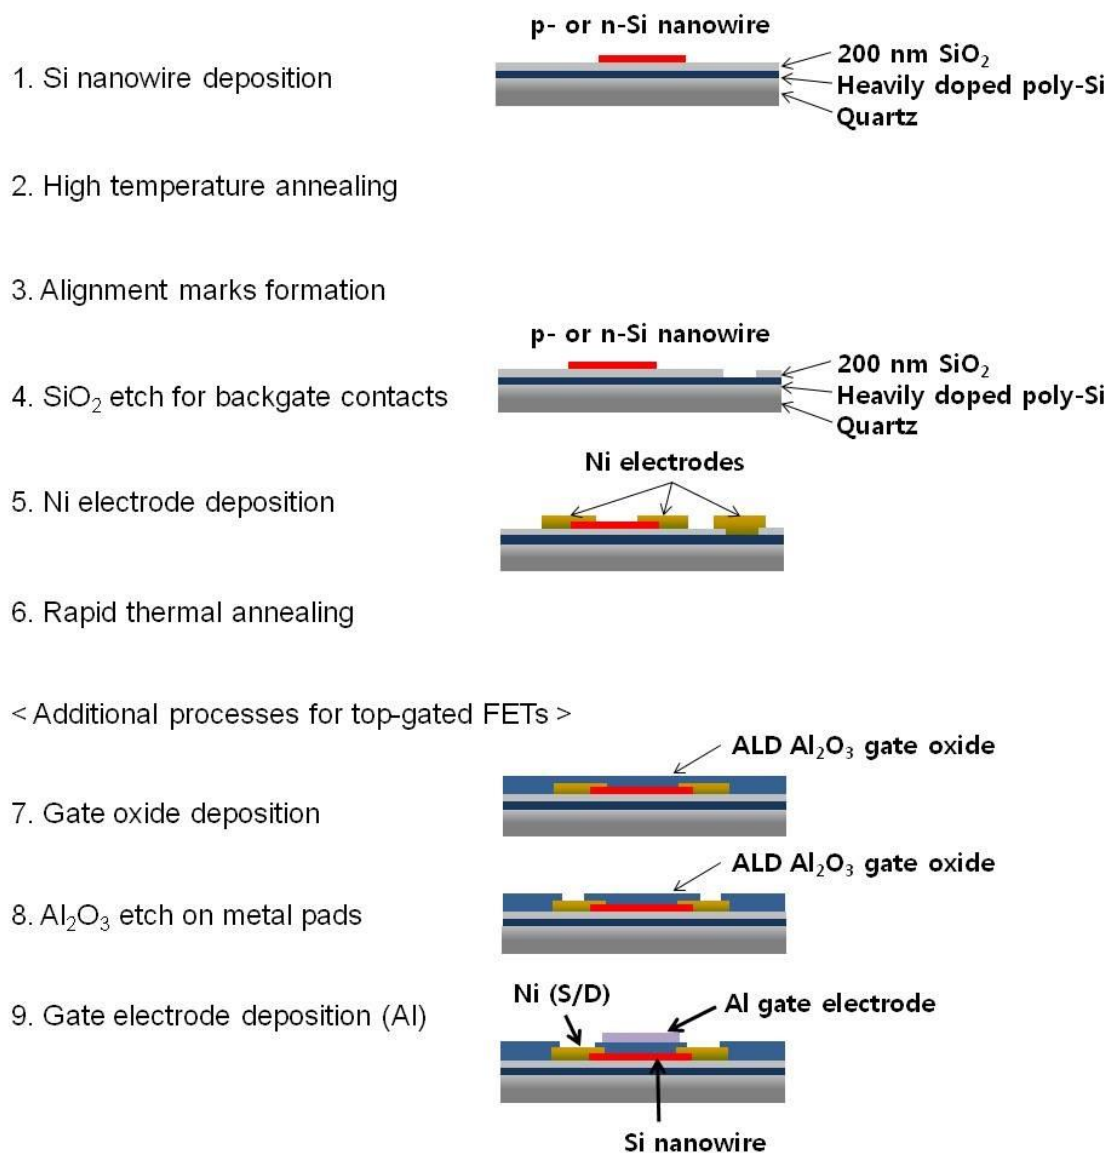 p- or n-Si nanowire
1. Si nanowire deposition
200 nm SiO₂
Heavily doped poly-Si
Quartz
2. High temperature annealing
3. Alignment marks formation
p- or n-Si nanowire
4. SiO₂ etch for backgate contacts
200 nm SiO₂
Heavily doped poly-Si
Quartz
Ni electrodes
5. Ni electrode deposition
6. Rapid thermal annealing
< Additional processes for top-gated FETs >
ALD Al₂O₃ gate oxide
7. Gate oxide deposition
ALD Al₂O₃ gate oxide
8. Al₂O₃ etch on metal pads
Ni (S/D)
Al gate electrode
9. Gate electrode deposition (Al)
Si nanowire